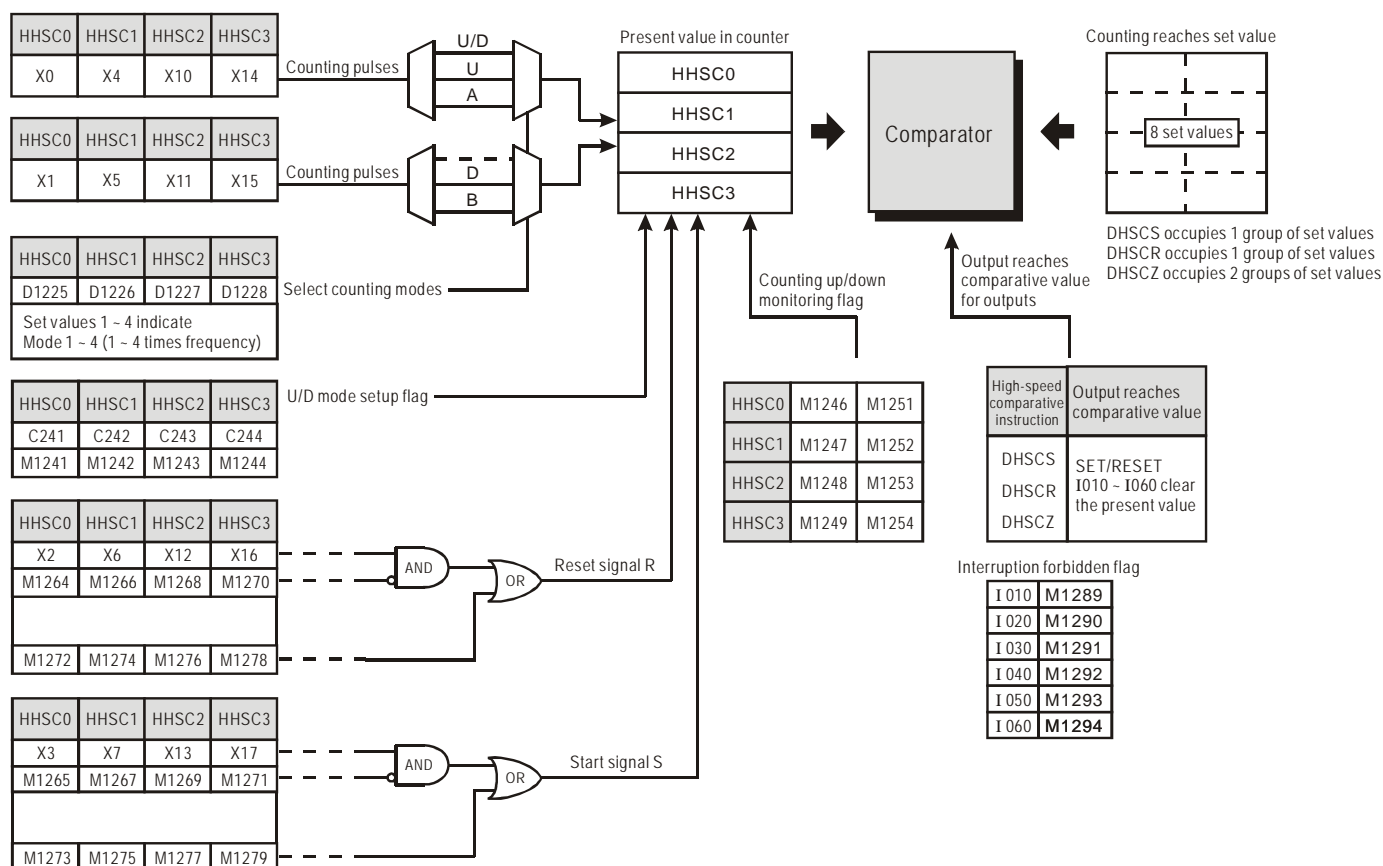 HHSC0 HHSC1 HHSC2 HHSC3
X0 X4 X10 X14
Counting pulses
U/D
U
A
HHSC0 HHSC1 HHSC2 HHSC3
X1 X5 X11 X15
Counting pulses
D
B
HHSC0 HHSC1 HHSC2 HHSC3
D1225 D1226 D1227 D1228
Set values 1 ~ 4 indicate
Mode 1 ~ 4 (1 ~ 4 times frequency)
Select counting modes
HHSC0 HHSC1 HHSC2 HHSC3
C241 C242 C243 C244
M1241 M1242 M1243 M1244
U/D mode setup flag
HHSC0 HHSC1 HHSC2 HHSC3
X2 X6 X12 X16
M1264 M1266 M1268 M1270
M1272 M1274 M1276 M1278
AND
OR
Reset signal R
HHSC0 HHSC1 HHSC2 HHSC3
X3 X7 X13 X17
M1265 M1267 M1269 M1271
M1273 M1275 M1277 M1279
AND
OR
Start signal S
Present value in counter
HHSC0
HHSC1
HHSC2
HHSC3
Comparator
Counting reaches set value
8 set values
DHSCS occupies 1 group of set values
DHSCR occupies 1 group of set values
DHSCZ occupies 2 groups of set values
Counting up/down
monitoring flag
HHSC0 M1246 M1251
HHSC1 M1247 M1252
HHSC2 M1248 M1253
HHSC3 M1249 M1254
Output reaches
comparative value
for outputs
High-speed
comparative
instruction
Output reaches
comparative value
DHSCS
DHSCR
DHSCZ
SET/RESET
I010 ~ I060 clear
the present value
Interruption forbidden flag
I 010 M1289
I 020 M1290
I 030 M1291
I 040 M1292
I 050 M1293
I 060 M1294